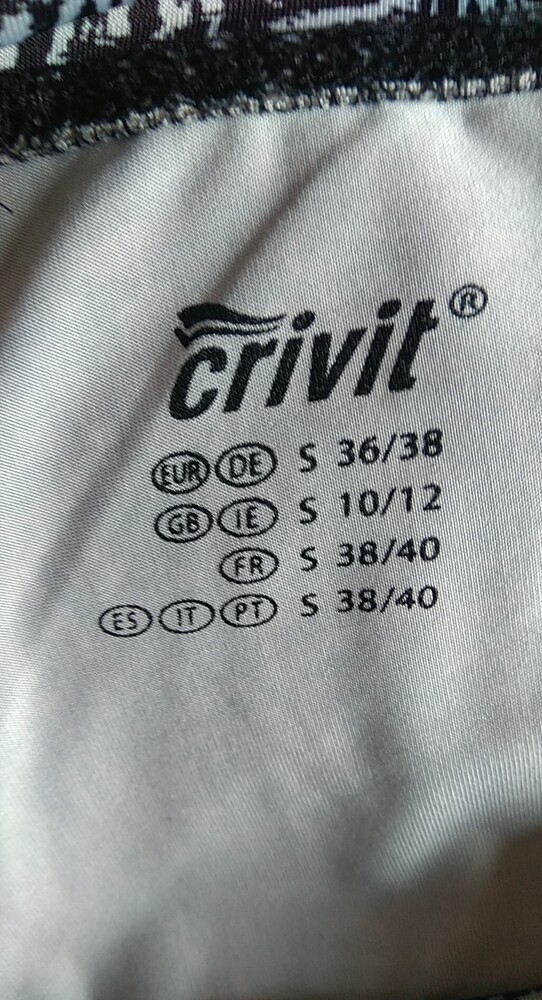 crivit®
EUR DE S 36/38
GB IE S 10/12
FR S 38/40
ES IT PT S 38/40